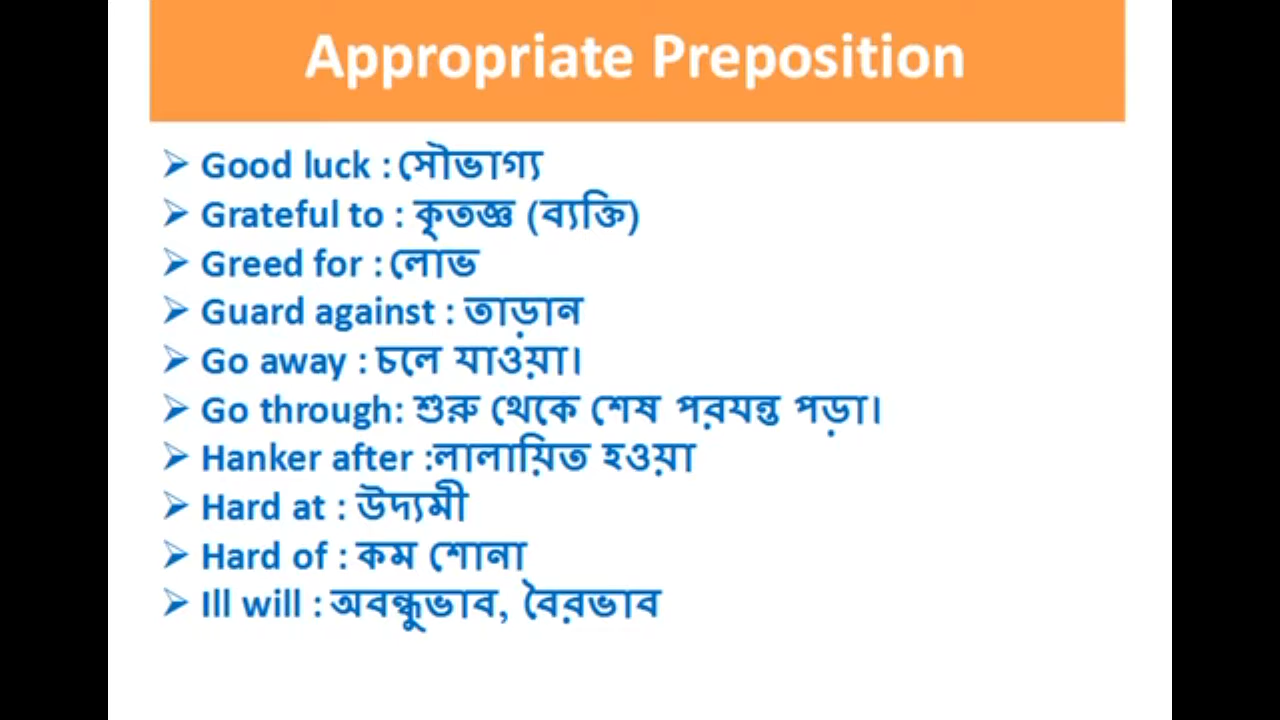 Appropriate Preposition
➢ Good luck : সৌভাগ্য
➢ Grateful to : কৃতজ্ঞ (ব্যক্তি)
➢ Greed for : লোভ
➢ Guard against : তাড়ান
➢ Go away : চলে যাওয়া।
➢ Go through: শুরু থেকে শেষ পরযন্ত পড়া।
➢ Hanker after :লালায়িত হওয়া
➢ Hard at : উদ্যমী
➢ Hard of : কম শোনা
➢ Ill will : অবন্ধুভাব, বৈরভাব